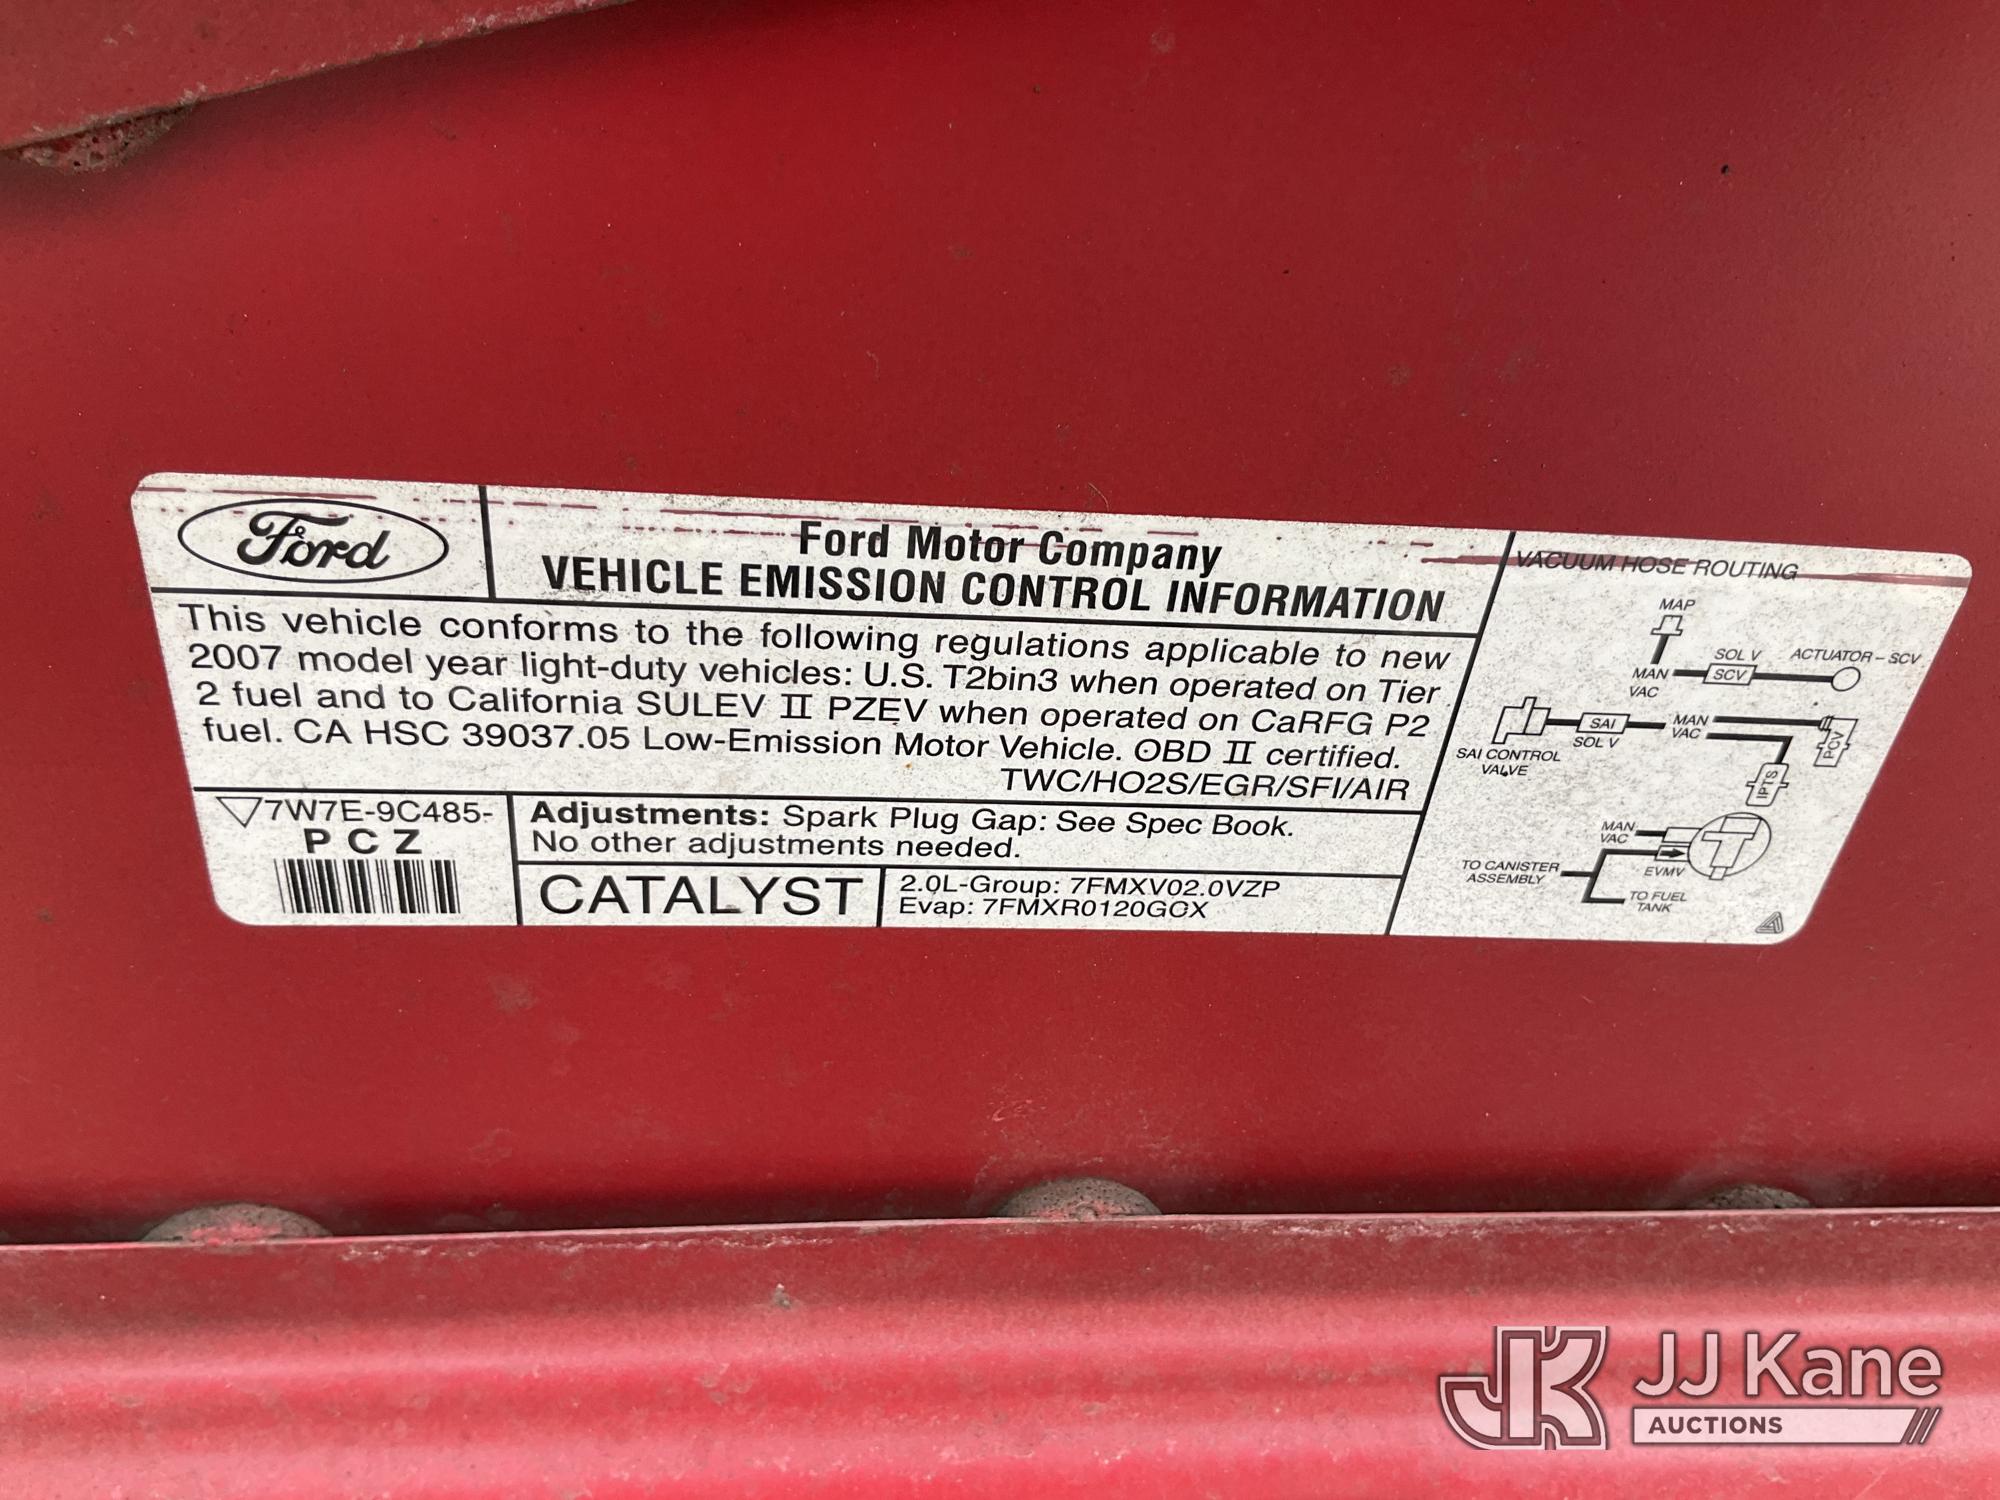 Ford
Ford Motor Company
VEHICLE EMISSION CONTROL INFORMATION
This vehicle conforms to the following regulations applicable to new
2007 model year light-duty vehicles: U.S. T2bin3 when operated on Tier
2 fuel and to California SULEV II PZEV when operated on CaRFG P2
fuel. CA HSC 39037.05 Low-Emission Motor Vehicle. OBD II certified.
TWC/HO2S/EGR/SFI/AIR
7W7E-9C485-
P C Z
Adjustments: Spark Plug Gap: See Spec Book.
No other adjustments needed.
CATALYST
2.0L-Group: 7FMXV02.0VZP
Evap: 7FMXR0120GCX
VACUUM HOSE ROUTING
MAP
SOL V
ACTUATOR – SCV
MAN
VAC
SCV
SAI
SOL V
MAN
VAC
PCV
SAI CONTROL
VALVE
IPTS
MAN
VAC
EVMV
TO CANISTER
ASSEMBLY
TO FUEL
TANK
JK
JJ Kane
AUCTIONS